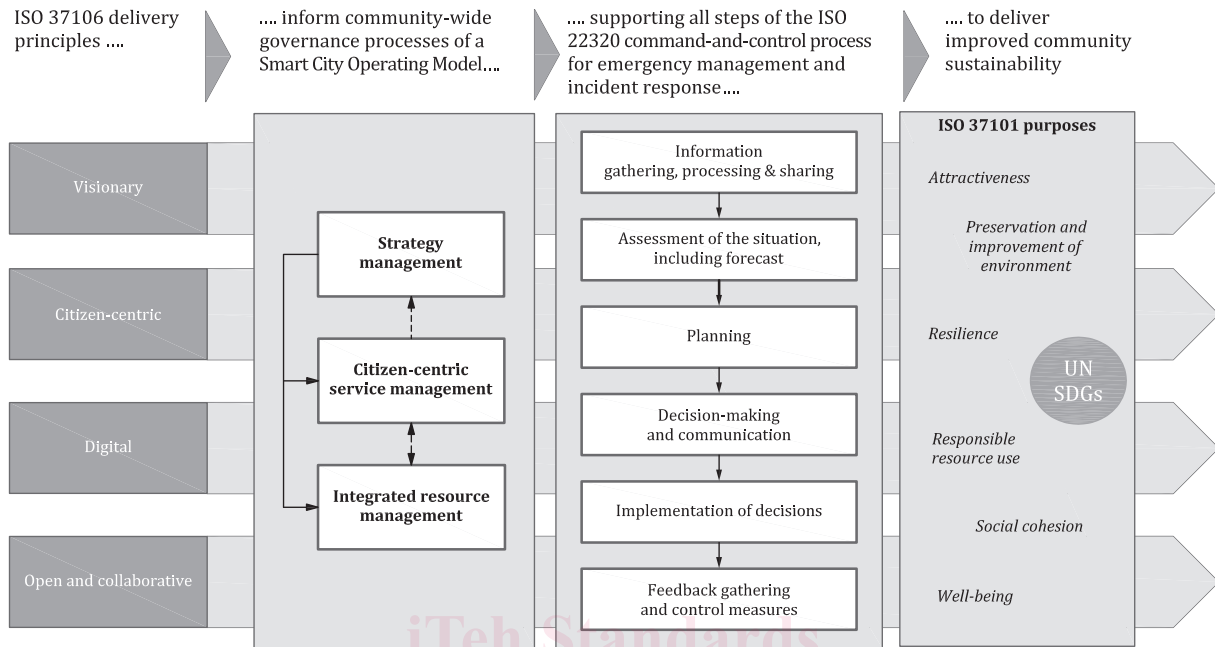 ISO 37106 delivery
principles ....
.... inform community-wide
governance processes of a
Smart City Operating Model....
.... supporting all steps of the ISO
22320 command-and-control process
for emergency management and
incident response....
.... to deliver
improved community
sustainability
Visionary
Citizen-centric
Digital
Open and collaborative
Strategy
management
Citizen-centric
service management
Integrated resource
management
Information
gathering, processing & sharing
Assessment of the situation,
including forecast
Planning
Decision-making
and communication
Implementation of decisions
Feedback gathering
and control measures
ISO 37101 purposes
Attractiveness
Preservation and
improvement of
environment
Resilience
UN
SDGs
Responsible
resource use
Social cohesion
Well-being
iTeh Standards